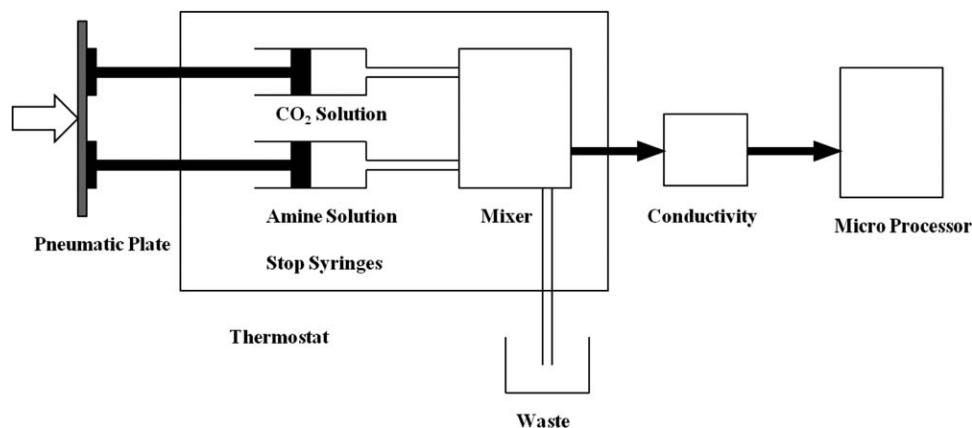 CO₂ Solution
Amine Solution
Mixer
Conductivity
Micro Processor
Pneumatic Plate
Stop Syringes
Thermostat
Waste